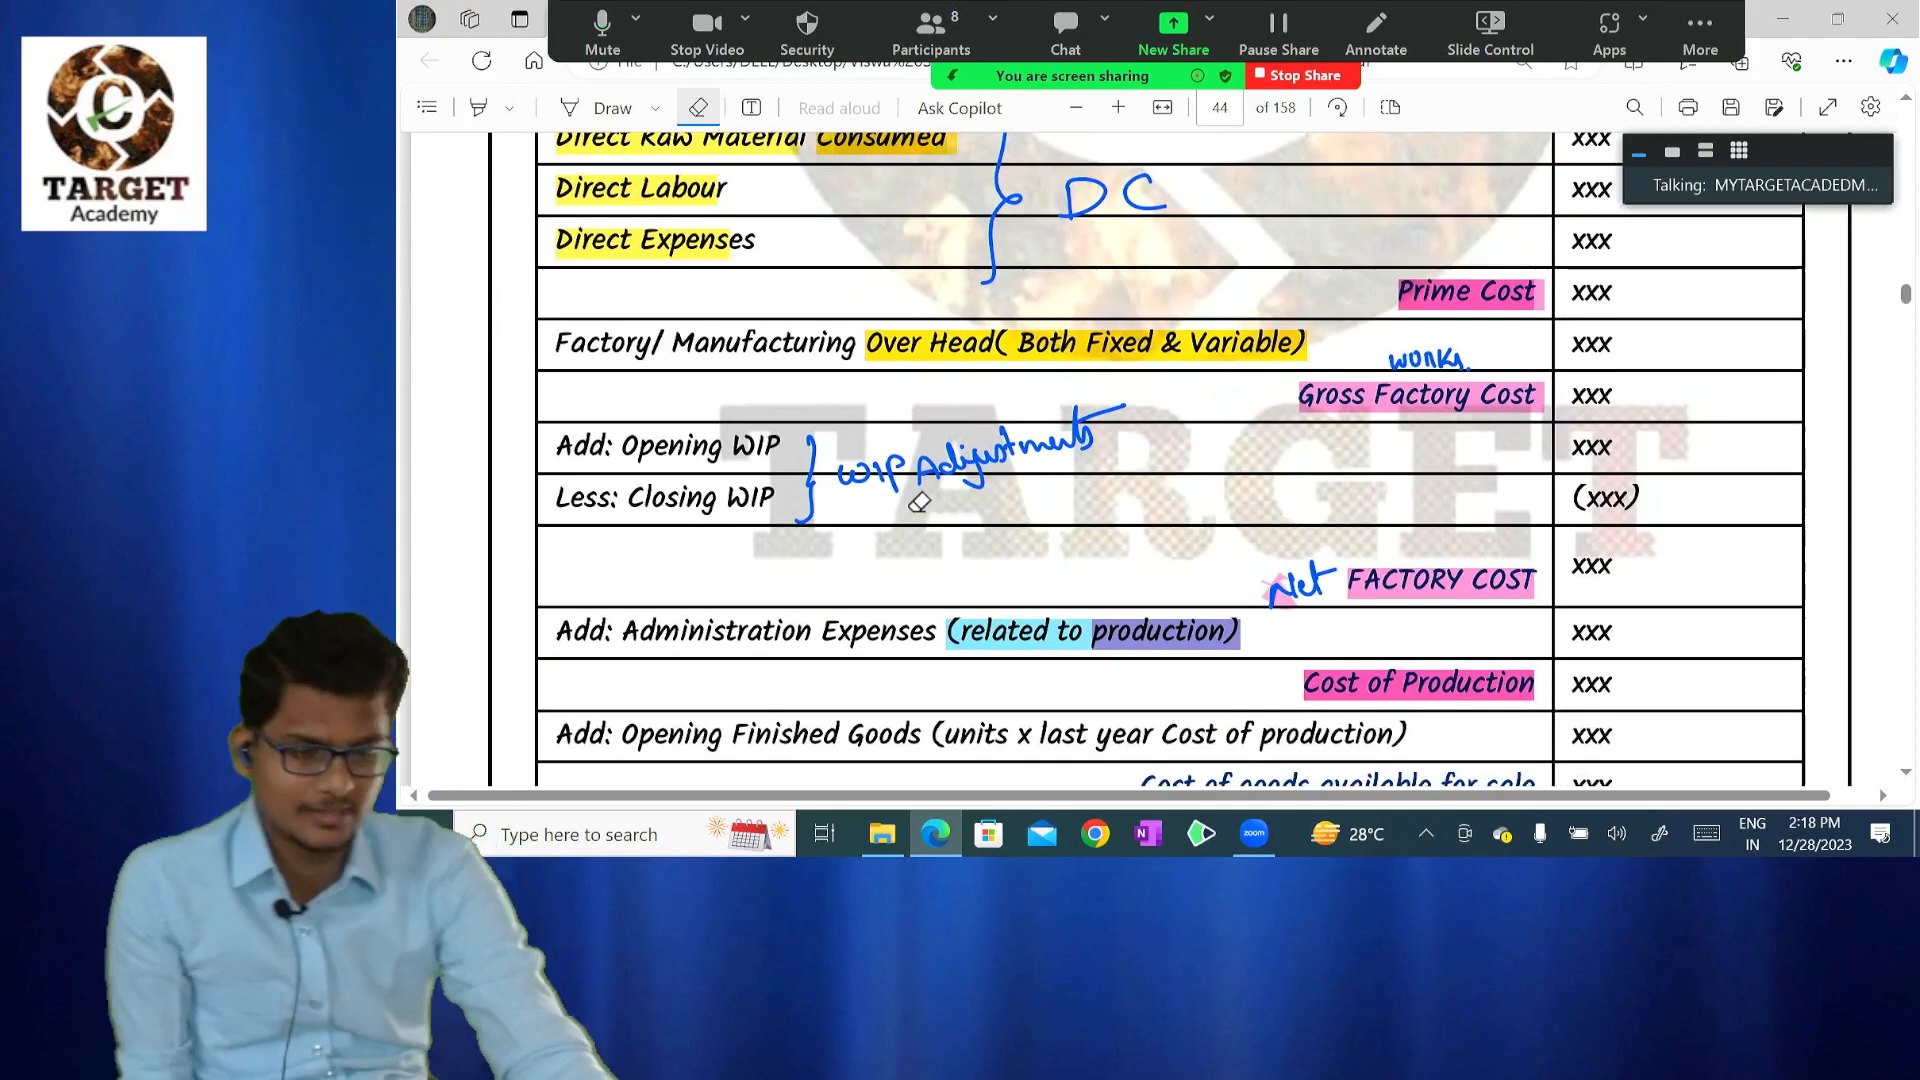 8
Mute
Stop Video
Security
Participants
Chat
New Share
Pause Share
Annotate
Slide Control
Apps
More
You are screen sharing
Stop Share
Draw
Read aloud
Ask Copilot
44
of 158
Talking: MYTARGETACADEDM...
C
TARGET
Academy
Direct Raw Material Consumed xxx
Direct Labour xxx
DC
Direct Expenses xxx
Prime Cost xxx
Factory/ Manufacturing Over Head( Both Fixed & Variable) xxx
works
Gross Factory Cost xxx
TARGET
Add: Opening WIP xxx
WIP Adjustments
Less: Closing WIP (xxx)
Net FACTORY COST xxx
Add: Administration Expenses (related to production) xxx
Cost of Production xxx
Add: Opening Finished Goods (units x last year Cost of production) xxx
Cost of goods available for sale xxx
Type here to search
zoom
28°C
ENG
IN
2:18 PM
12/28/2023